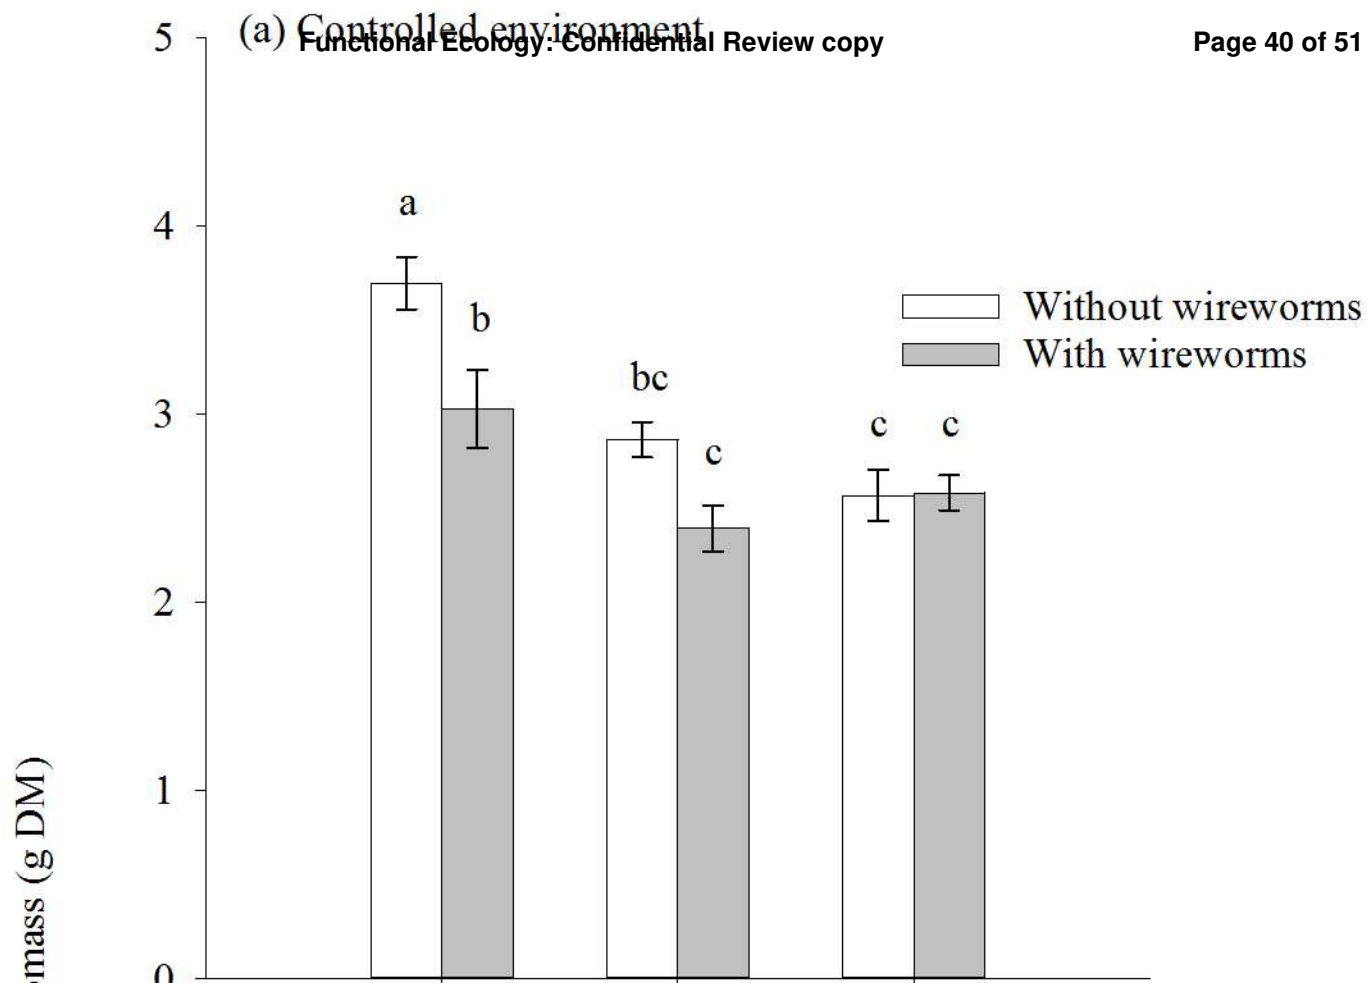 (a) Controlled environment
Functional Ecology: Confidential Review copy
Page 40 of 51
5
a
4
b
Without wireworms
With wireworms
bc
3
c
c
c
2
1
mass (g DM)
0